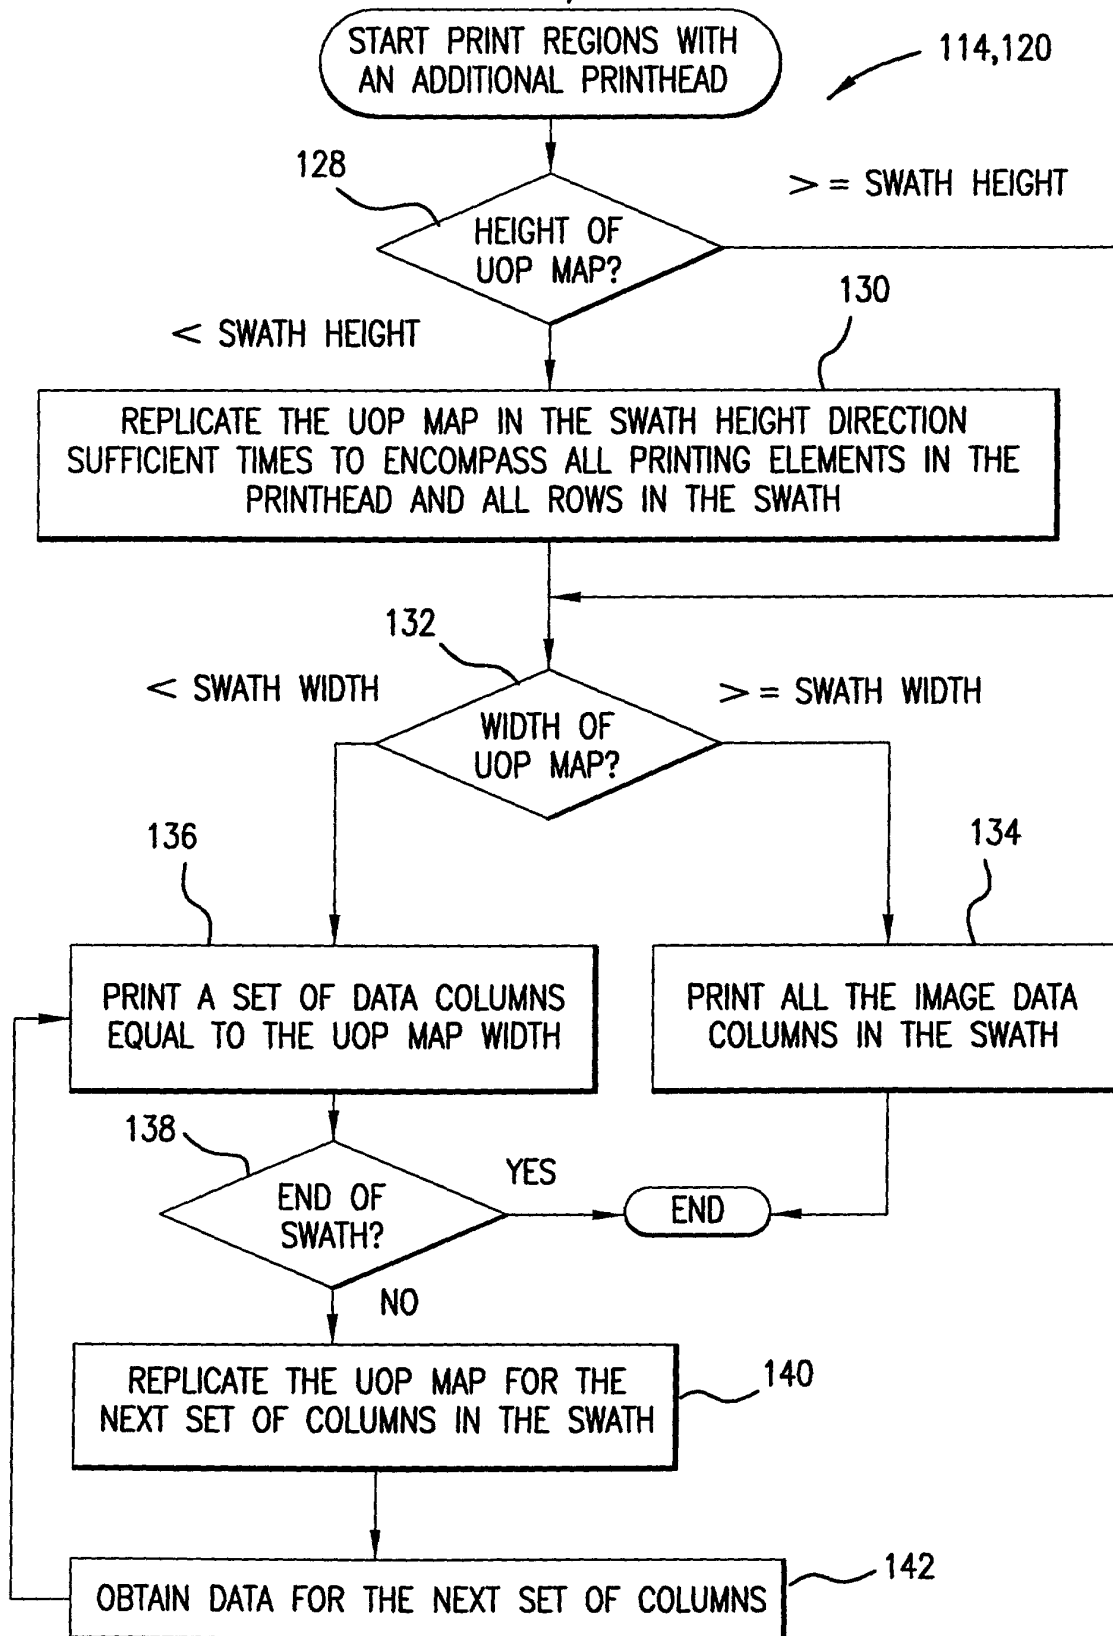 START PRINT REGIONS WITH
AN ADDITIONAL PRINTHEAD
114,120
128
> = SWATH HEIGHT
HEIGHT OF
UOP MAP?
130
< SWATH HEIGHT
REPLICATE THE UOP MAP IN THE SWATH HEIGHT DIRECTION
SUFFICIENT TIMES TO ENCOMPASS ALL PRINTING ELEMENTS IN THE
PRINTHEAD AND ALL ROWS IN THE SWATH
132
< SWATH WIDTH
> = SWATH WIDTH
WIDTH OF
UOP MAP?
136
134
PRINT A SET OF DATA COLUMNS
EQUAL TO THE UOP MAP WIDTH
PRINT ALL THE IMAGE DATA
COLUMNS IN THE SWATH
138
YES
END OF
SWATH?
END
NO
REPLICATE THE UOP MAP FOR THE
NEXT SET OF COLUMNS IN THE SWATH
140
OBTAIN DATA FOR THE NEXT SET OF COLUMNS
142